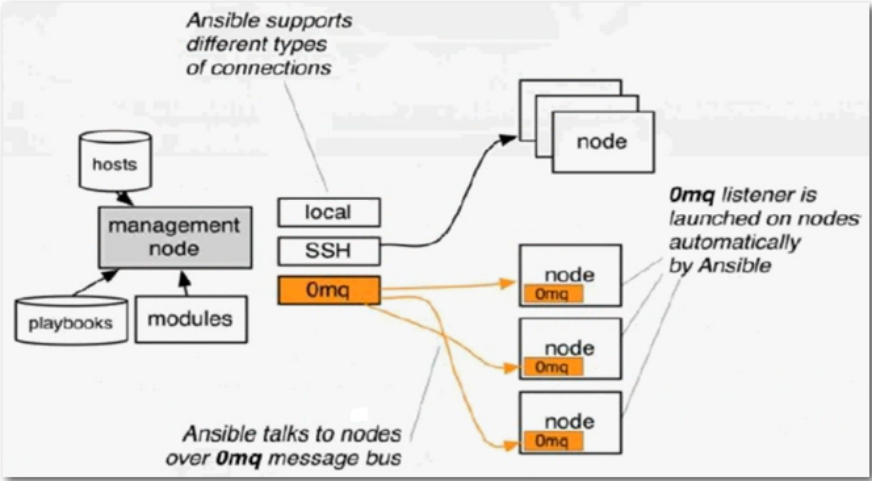 Ansible supports
different types
of connections
hosts
management
node
playbooks
modules
local
SSH
0mq
node
node
0mq
node
0mq
node
0mq
0mq listener is
launched on nodes
automatically
by Ansible
Ansible talks to nodes
over 0mq message bus